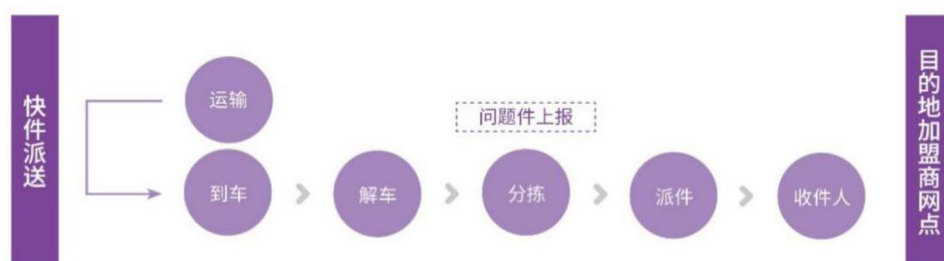 快件派送
运输
问题件上报
到车
解车
分拣
派件
收件人
目的地加盟商网点